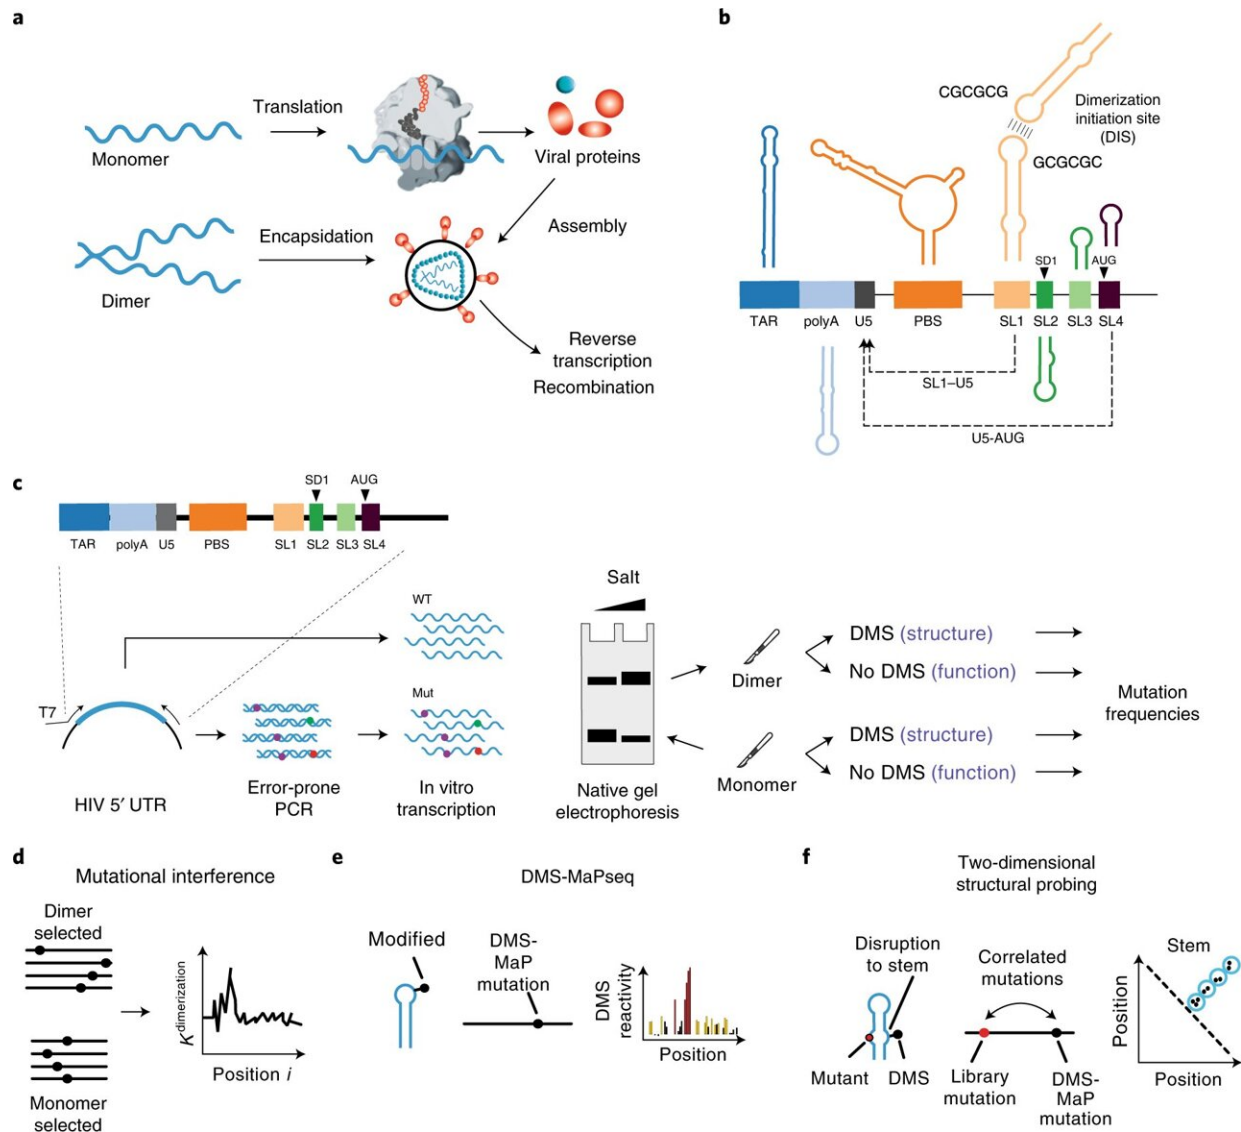 a
Monomer
Translation
Viral proteins
Dimer
Encapsidation
Assembly
Reverse
transcription
Recombination
b
CGCGCG
Dimerization
initiation site
(DIS)
GCGCGC
SD1
AUG
TAR
polyA
U5
PBS
SL1
SL2
SL3
SL4
SL1–U5
U5-AUG
c
SD1
AUG
TAR
polyA
U5
PBS
SL1
SL2
SL3
SL4
WT
T7
HIV 5′ UTR
Error-prone
PCR
Mut
In vitro
transcription
Salt
Native gel
electrophoresis
Dimer
Monomer
DMS (structure)
No DMS (function)
DMS (structure)
No DMS (function)
Mutation
frequencies
d
Mutational interference
Dimer
selected
Monomer
selected
K dimerization
Position i
e
DMS-MaPseq
Modified
DMS-
MaP
mutation
DMS
reactivity
Position
f
Two-dimensional
structural probing
Disruption
to stem
Mutant
DMS
Correlated
mutations
Library
mutation
DMS-
MaP
mutation
Stem
Position
Position